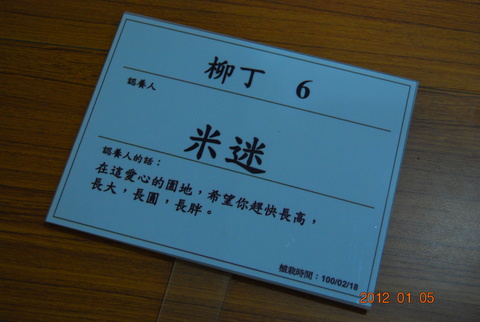 柳丁 6
認養人
米迷
認養人的話：
在這愛心的園地，希望你趕快長高，
長大，長圓，長胖。
植栽時間：100/02/18
2012 01 05